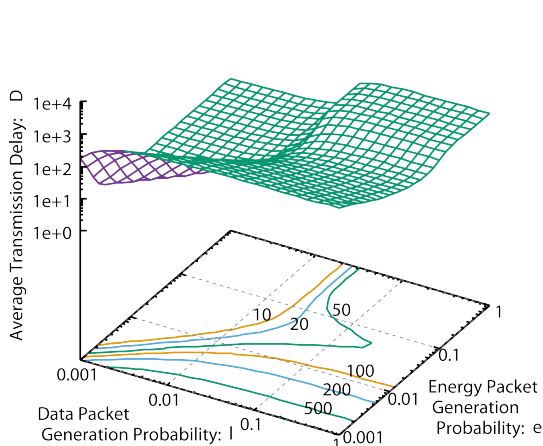 Average Transmission Delay: D
1e+4
1e+3
1e+2
1e+1
1e+0
10
20
50
100
200
500
0.001
0.01
0.1
1
Data Packet
Generation Probability: l
0.001
0.01
0.1
1
Energy Packet
Generation
Probability: e